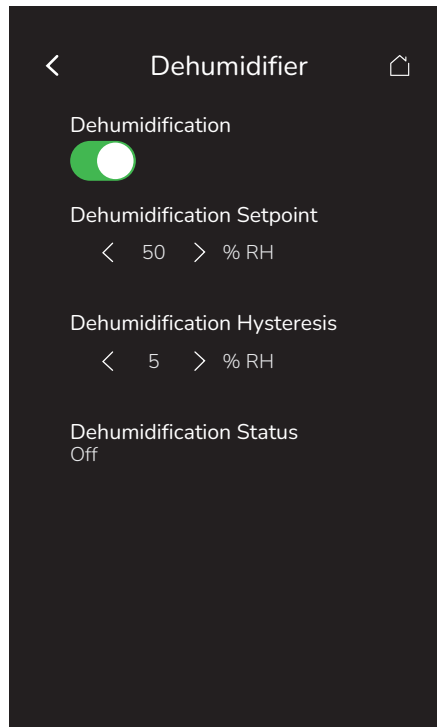 Dehumidifier
Dehumidification
Dehumidification Setpoint
50 % RH
Dehumidification Hysteresis
5 % RH
Dehumidification Status
Off